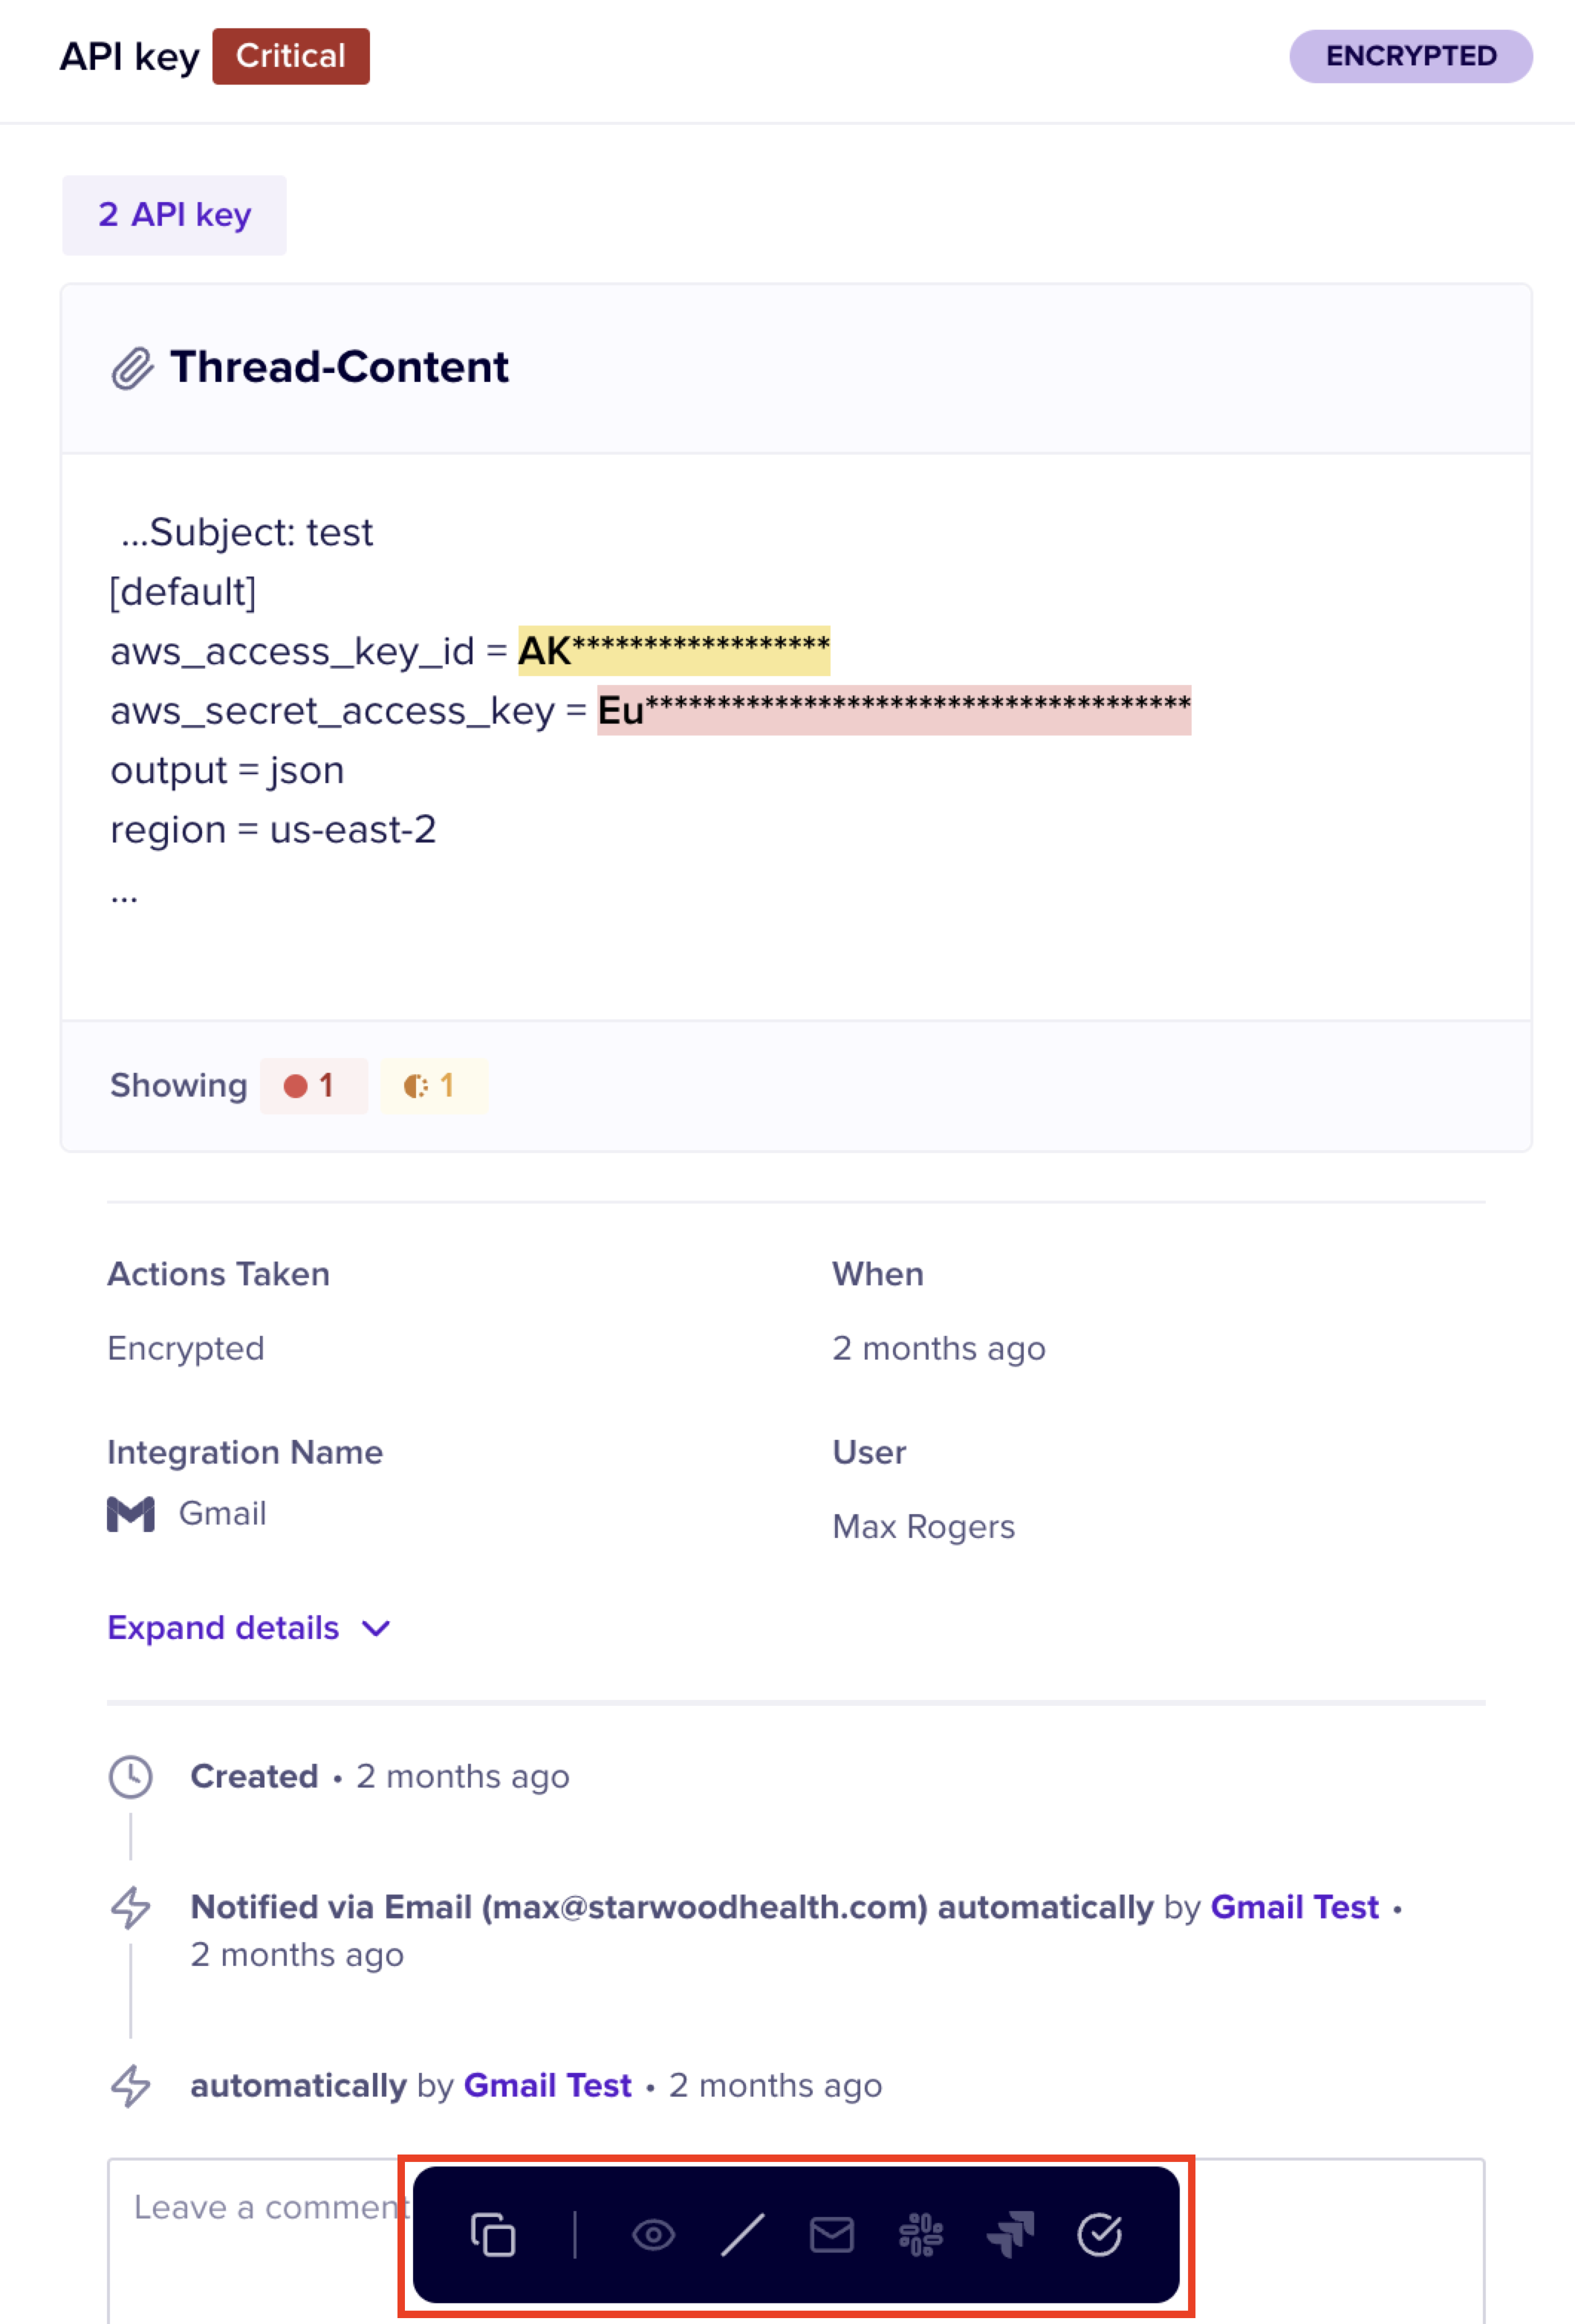 API key Critical ENCRYPTED
2 API key
Thread-Content
...Subject: test
[default]
aws_access_key_id = AK******************
aws_secret_access_key = Eu**************************************
output = json
region = us-east-2
...
Showing 1 1
Actions Taken When
Encrypted 2 months ago
Integration Name User
Gmail Max Rogers
Expand details
Created • 2 months ago
Notified via Email (max@starwoodhealth.com) automatically by Gmail Test •
2 months ago
automatically by Gmail Test • 2 months ago
Leave a comment